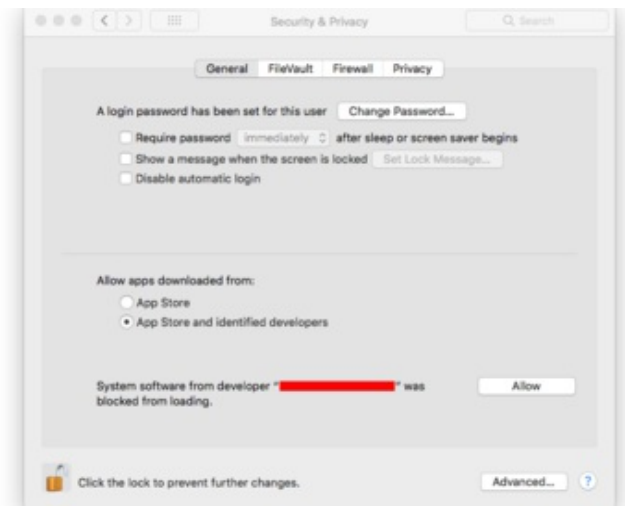 Security & Privacy
Search
General FileVault Firewall Privacy
A login password has been set for this user Change Password...
Require password immediately after sleep or screen saver begins
Show a message when the screen is locked Set Lock Message...
Disable automatic login
Allow apps downloaded from:
App Store
App Store and identified developers
System software from developer " " was Allow
blocked from loading.
Click the lock to prevent further changes. Advanced... ?